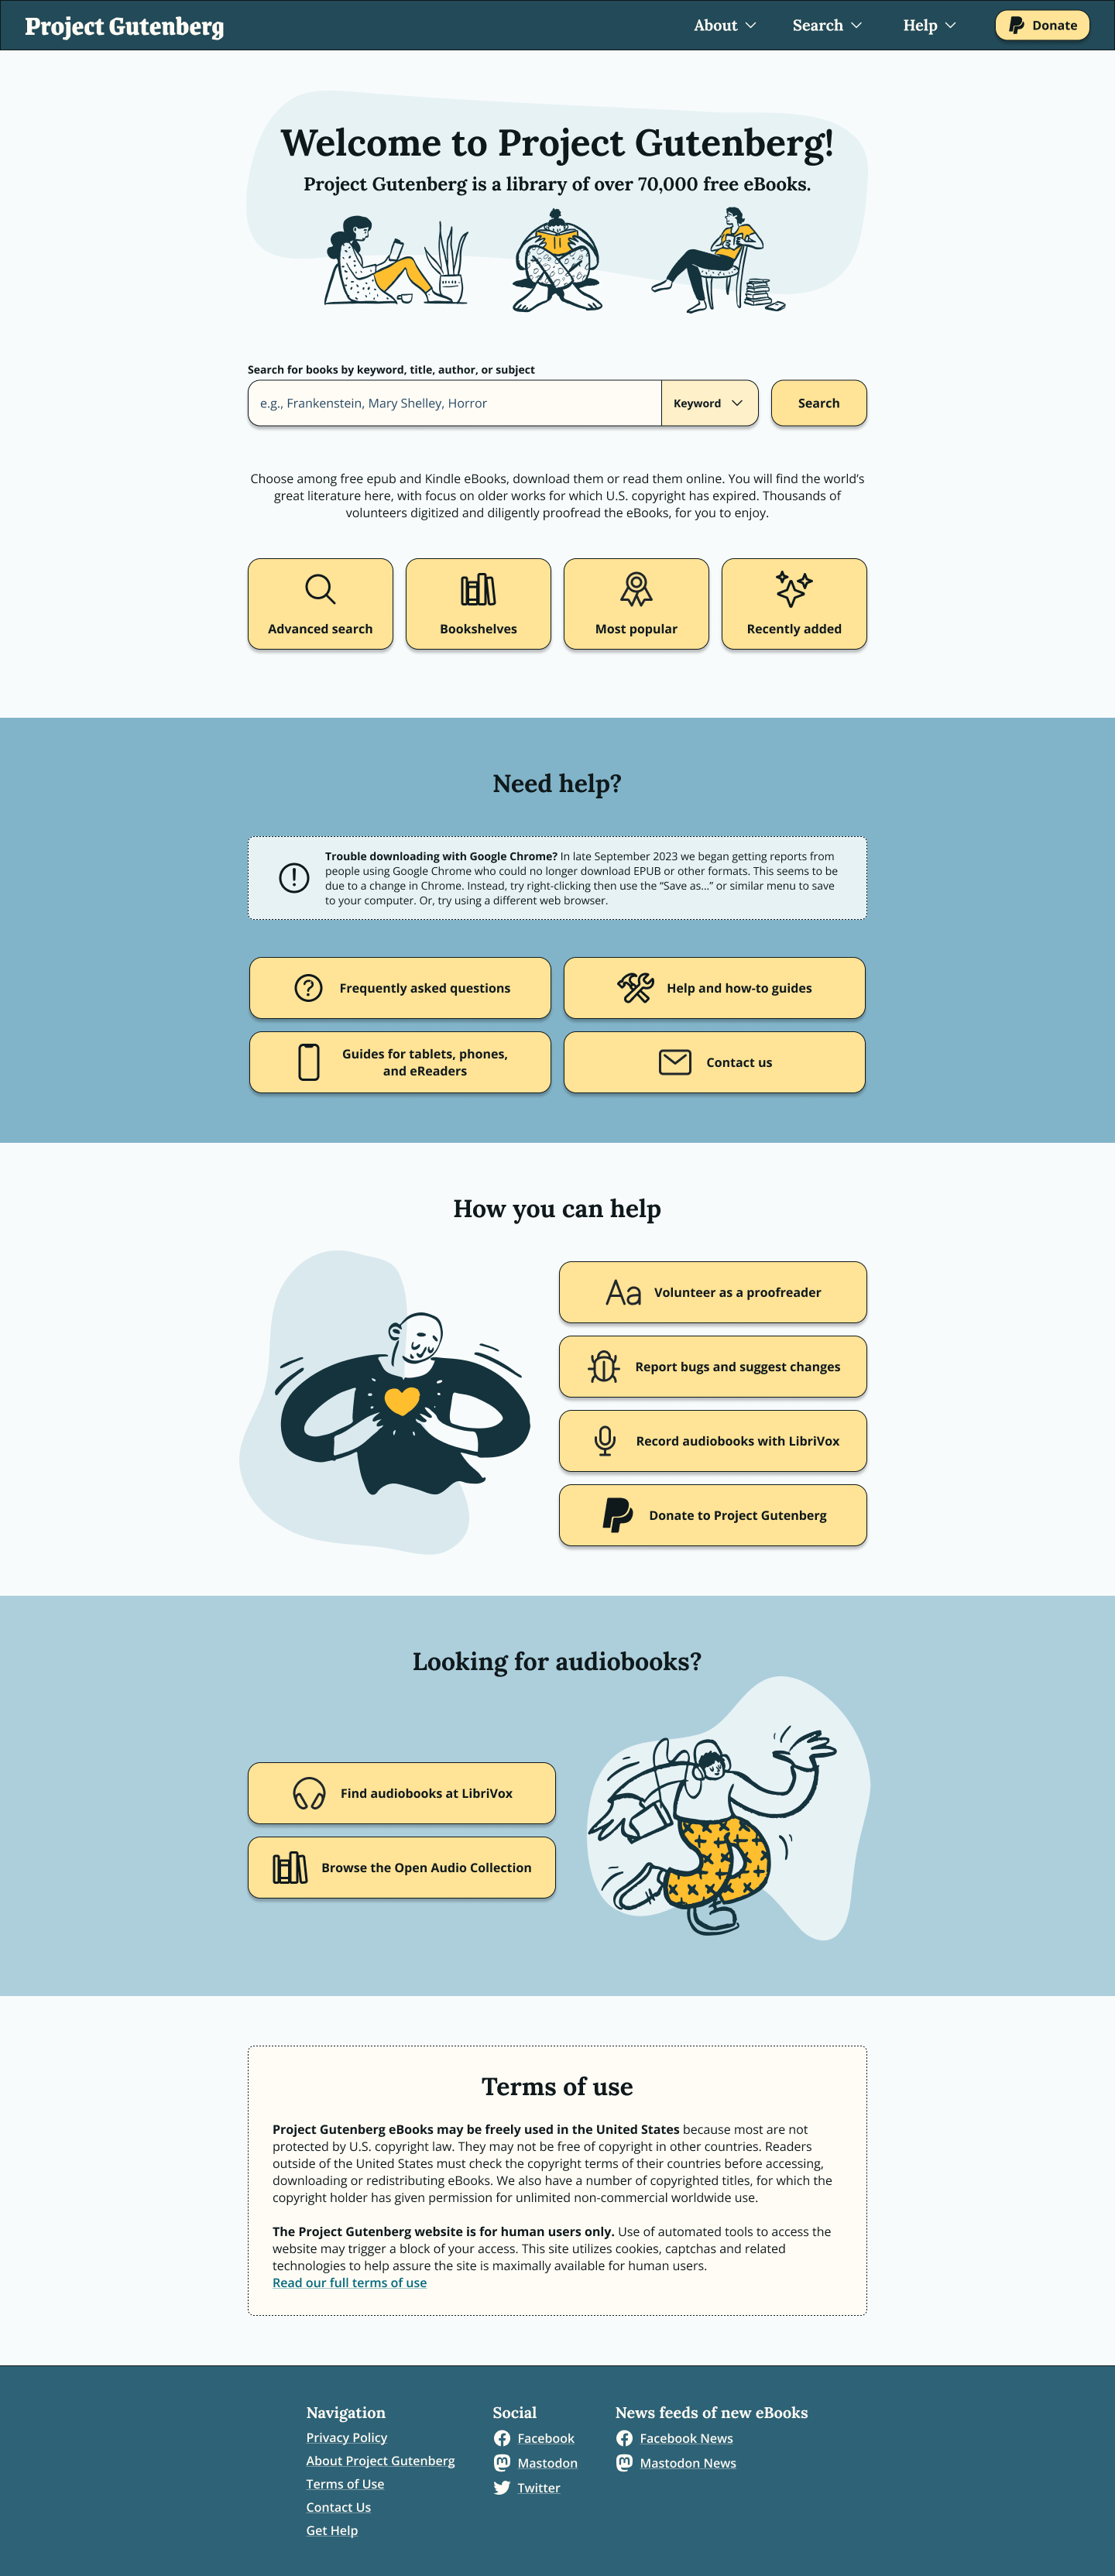 Project Gutenberg
About
Search
Help
Donate
Welcome to Project Gutenberg!
Project Gutenberg is a library of over 70,000 free eBooks.
Search for books by keyword, title, author, or subject
e.g., Frankenstein, Mary Shelley, Horror
Keyword
Search
Choose among free epub and Kindle eBooks, download them or read them online. You will find the world’s
great literature here, with focus on older works for which U.S. copyright has expired. Thousands of
volunteers digitized and diligently proofread the eBooks, for you to enjoy.
Advanced search
Bookshelves
Most popular
Recently added
Need help?
Trouble downloading with Google Chrome? In late September 2023 we began getting reports from
people using Google Chrome who could no longer download EPUB or other formats. This seems to be
due to a change in Chrome. Instead, try right-clicking then use the “Save as...” or similar menu to save
to your computer. Or, try using a different web browser.
Frequently asked questions
Help and how-to guides
Guides for tablets, phones,
and eReaders
Contact us
How you can help
Aa Volunteer as a proofreader
Report bugs and suggest changes
Record audiobooks with LibriVox
Donate to Project Gutenberg
Looking for audiobooks?
Find audiobooks at LibriVox
Browse the Open Audio Collection
Terms of use
Project Gutenberg eBooks may be freely used in the United States because most are not
protected by U.S. copyright law. They may not be free of copyright in other countries. Readers
outside of the United States must check the copyright terms of their countries before accessing,
downloading or redistributing eBooks. We also have a number of copyrighted titles, for which the
copyright holder has given permission for unlimited non-commercial worldwide use.
The Project Gutenberg website is for human users only. Use of automated tools to access the
website may trigger a block of your access. This site utilizes cookies, captchas and related
technologies to help assure the site is maximally available for human users.
Read our full terms of use
Navigation
Privacy Policy
About Project Gutenberg
Terms of Use
Contact Us
Get Help
Social
Facebook
Mastodon
Twitter
News feeds of new eBooks
Facebook News
Mastodon News